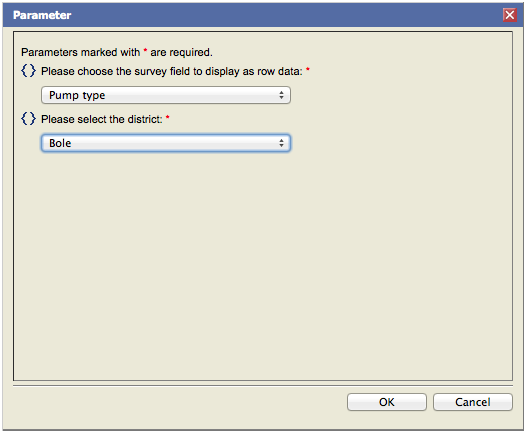 Parameter
Parameters marked with * are required.
{} Please choose the survey field to display as row data: *
Pump type
{} Please select the district: *
Bole
OK Cancel